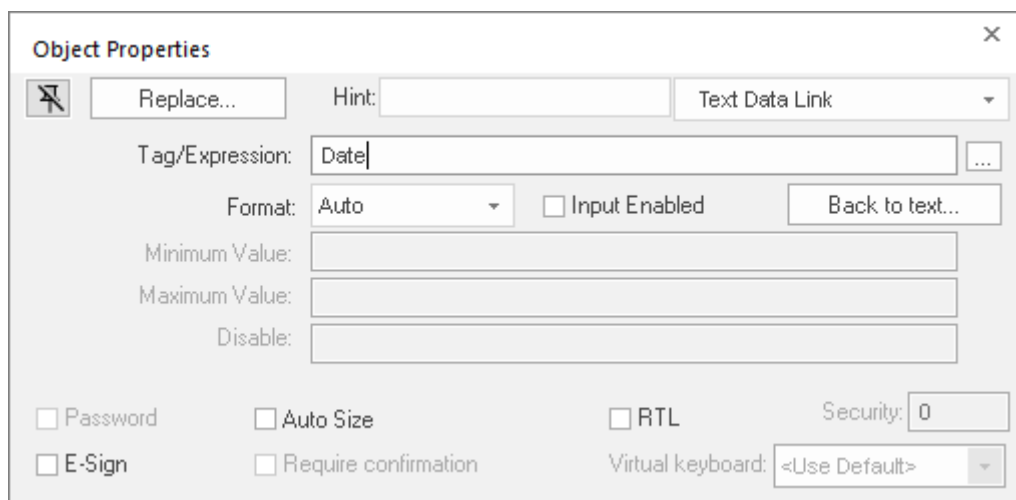 Object Properties
Replace... Hint: Text Data Link
Tag/Expression: Date ...
Format: Auto Input Enabled Back to text...
Minimum Value:
Maximum Value:
Disable:
Password Auto Size RTL Security: 0
E-Sign Require confirmation Virtual keyboard: <Use Default>